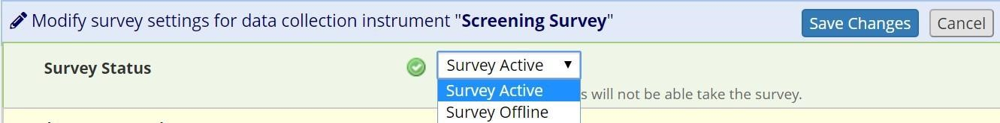 Modify survey settings for data collection instrument "Screening Survey"
Save Changes
Cancel
Survey Status
Survey Active
Survey Active
will not be able take the survey.
Survey Offline